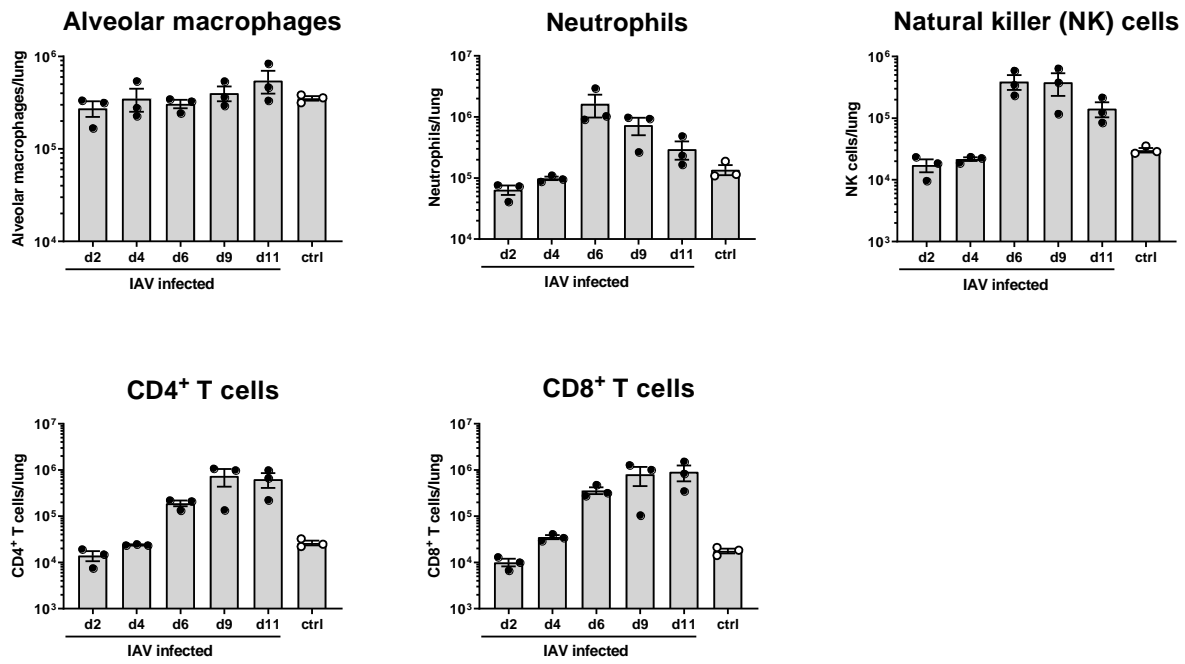 Alveolar macrophages
Alveolar macrophages/lung
10⁶
10⁵
10⁴
d2 d4 d6 d9 d11 ctrl
IAV infected
Neutrophils
Neutrophils/lung
10⁷
10⁶
10⁵
10⁴
d2 d4 d6 d9 d11 ctrl
IAV infected
Natural killer (NK) cells
NK cells/lung
10⁶
10⁵
10⁴
10³
d2 d4 d6 d9 d11 ctrl
IAV infected
CD4⁺ T cells
CD4⁺ T cells/lung
10⁷
10⁶
10⁵
10⁴
10³
d2 d4 d6 d9 d11 ctrl
IAV infected
CD8⁺ T cells
CD8⁺ T cells/lung
10⁷
10⁶
10⁵
10⁴
10³
d2 d4 d6 d9 d11 ctrl
IAV infected